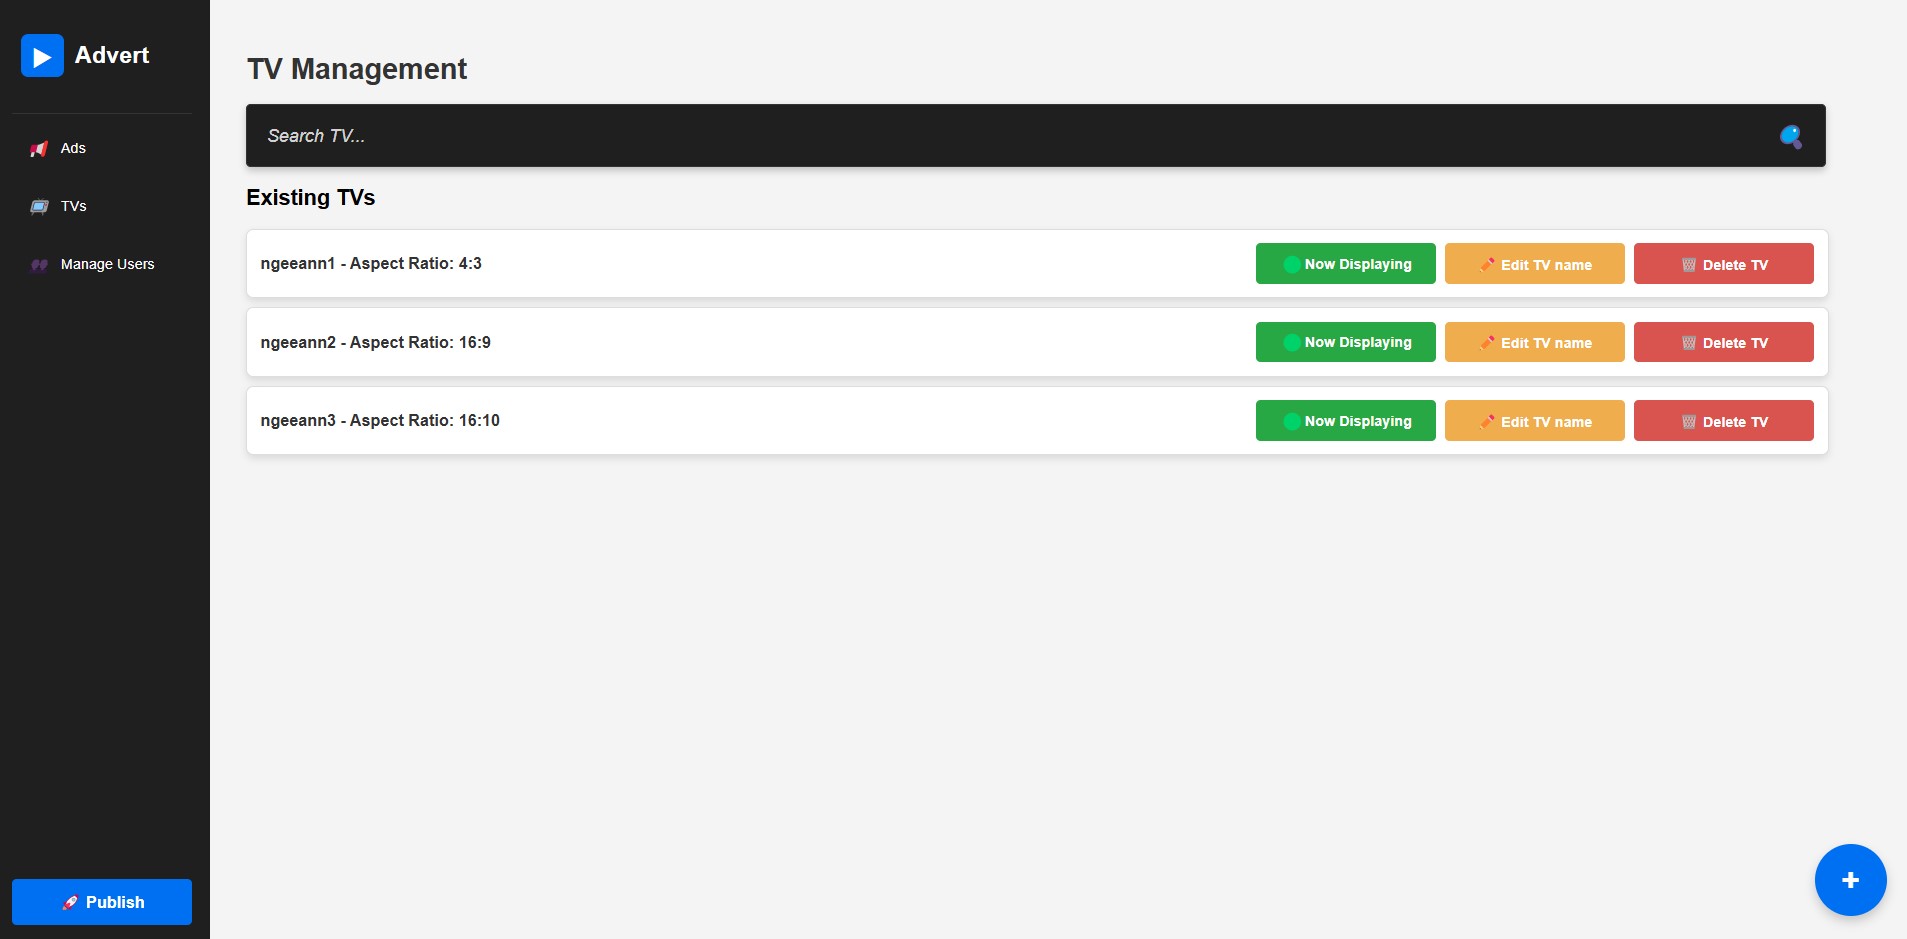 Advert
Ads
TVs
Manage Users
Publish
TV Management
Search TV...
Existing TVs
ngeeann1 - Aspect Ratio: 4:3 Now Displaying Edit TV name Delete TV
ngeeann2 - Aspect Ratio: 16:9 Now Displaying Edit TV name Delete TV
ngeeann3 - Aspect Ratio: 16:10 Now Displaying Edit TV name Delete TV
+